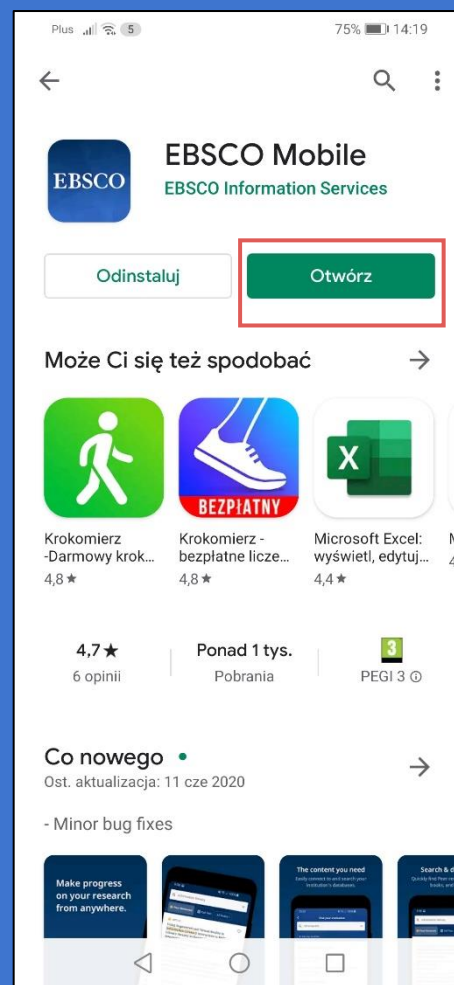 Plus 5 75% 14:19
EBSCO
EBSCO Mobile
EBSCO Information Services
Odinstaluj
Otwórz
Może Ci się też spodobać
BEZPŁATNY
Krokomierz
-Darmowy krok...
4,8★
Krokomierz -
bezpłatne licze...
4,8★
X
Microsoft Excel:
wyświetl, edytuj...
4,4★
4,7★
6 opinii
Ponad 1 tys.
Pobrania
3
PEGI 3
Co nowego •
Ost. aktualizacja: 11 cze 2020
- Minor bug fixes
Make progress
on your research
from anywhere.
The content you need
Search & d